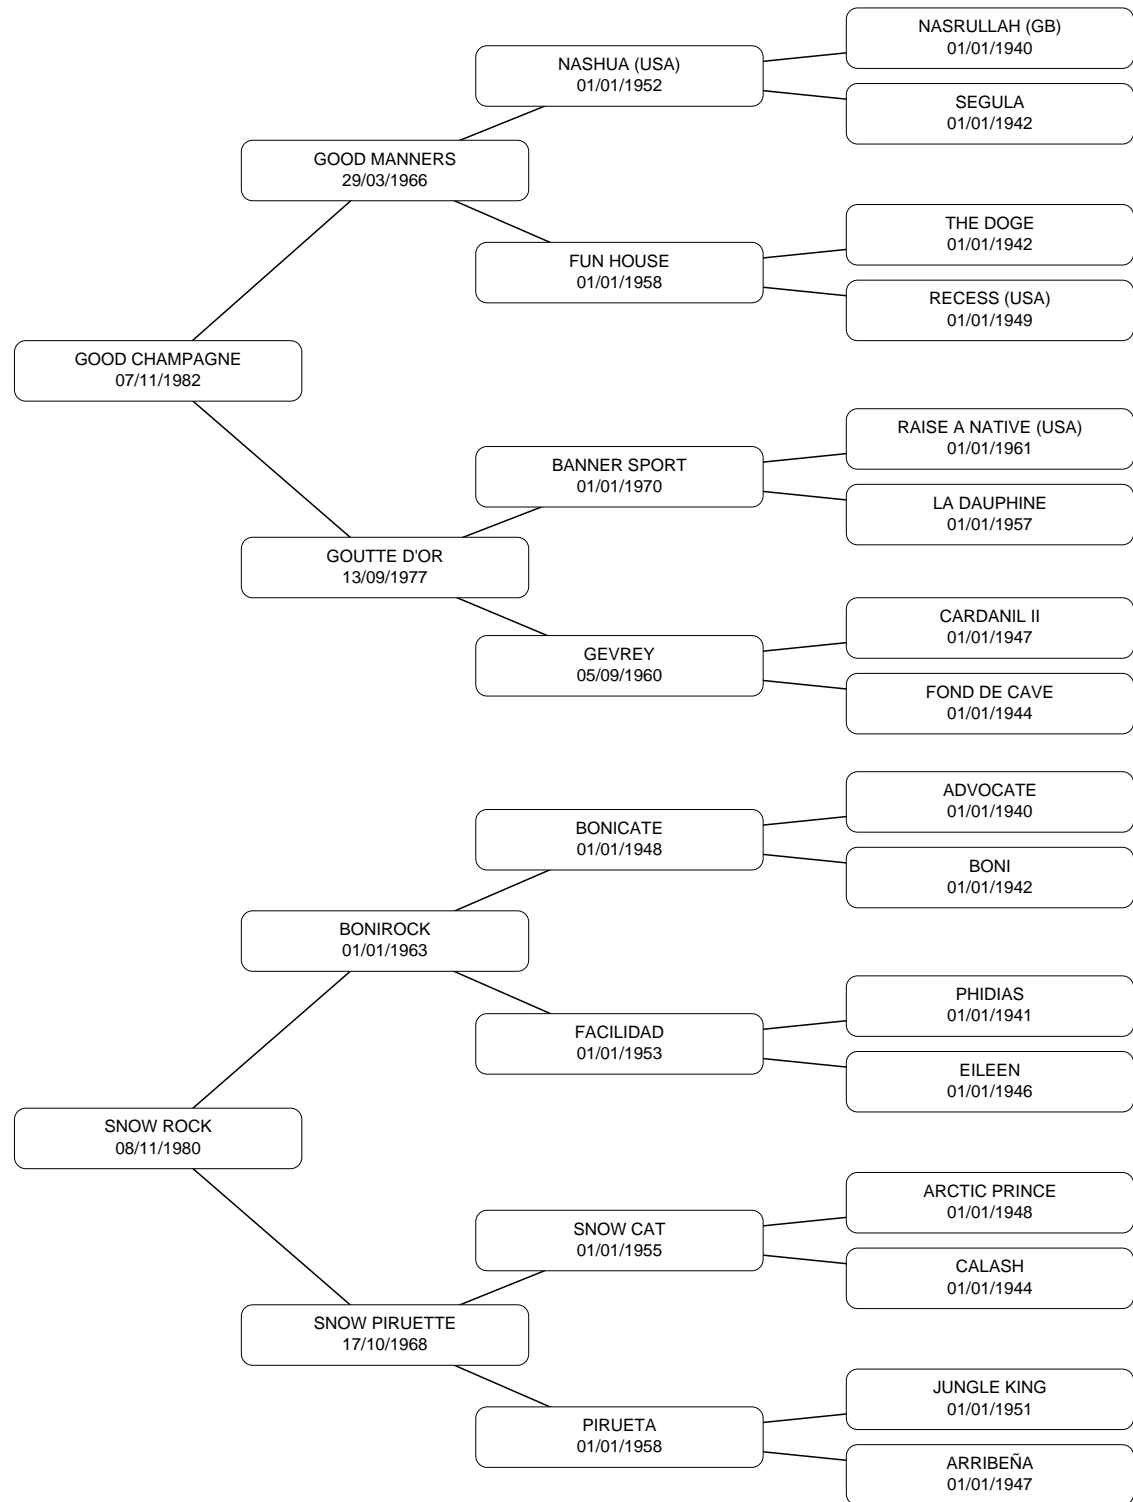 NASRULLAH (GB)
01/01/1940
NASHUA (USA)
01/01/1952
SEGULA
01/01/1942
GOOD MANNERS
29/03/1966
THE DOGE
01/01/1942
FUN HOUSE
01/01/1958
RECESS (USA)
01/01/1949
GOOD CHAMPAGNE
07/11/1982
RAISE A NATIVE (USA)
01/01/1961
BANNER SPORT
01/01/1970
LA DAUPHINE
01/01/1957
GOUTTE D'OR
13/09/1977
CARDANIL II
01/01/1947
GEVREY
05/09/1960
FOND DE CAVE
01/01/1944
ADVOCATE
01/01/1940
BONICATE
01/01/1948
BONI
01/01/1942
BONIROCK
01/01/1963
PHIDIAS
01/01/1941
FACILIDAD
01/01/1953
EILEEN
01/01/1946
SNOW ROCK
08/11/1980
ARCTIC PRINCE
01/01/1948
SNOW CAT
01/01/1955
CALASH
01/01/1944
SNOW PIRUETTE
17/10/1968
JUNGLE KING
01/01/1951
PIRUETA
01/01/1958
ARRIBEÑA
01/01/1947